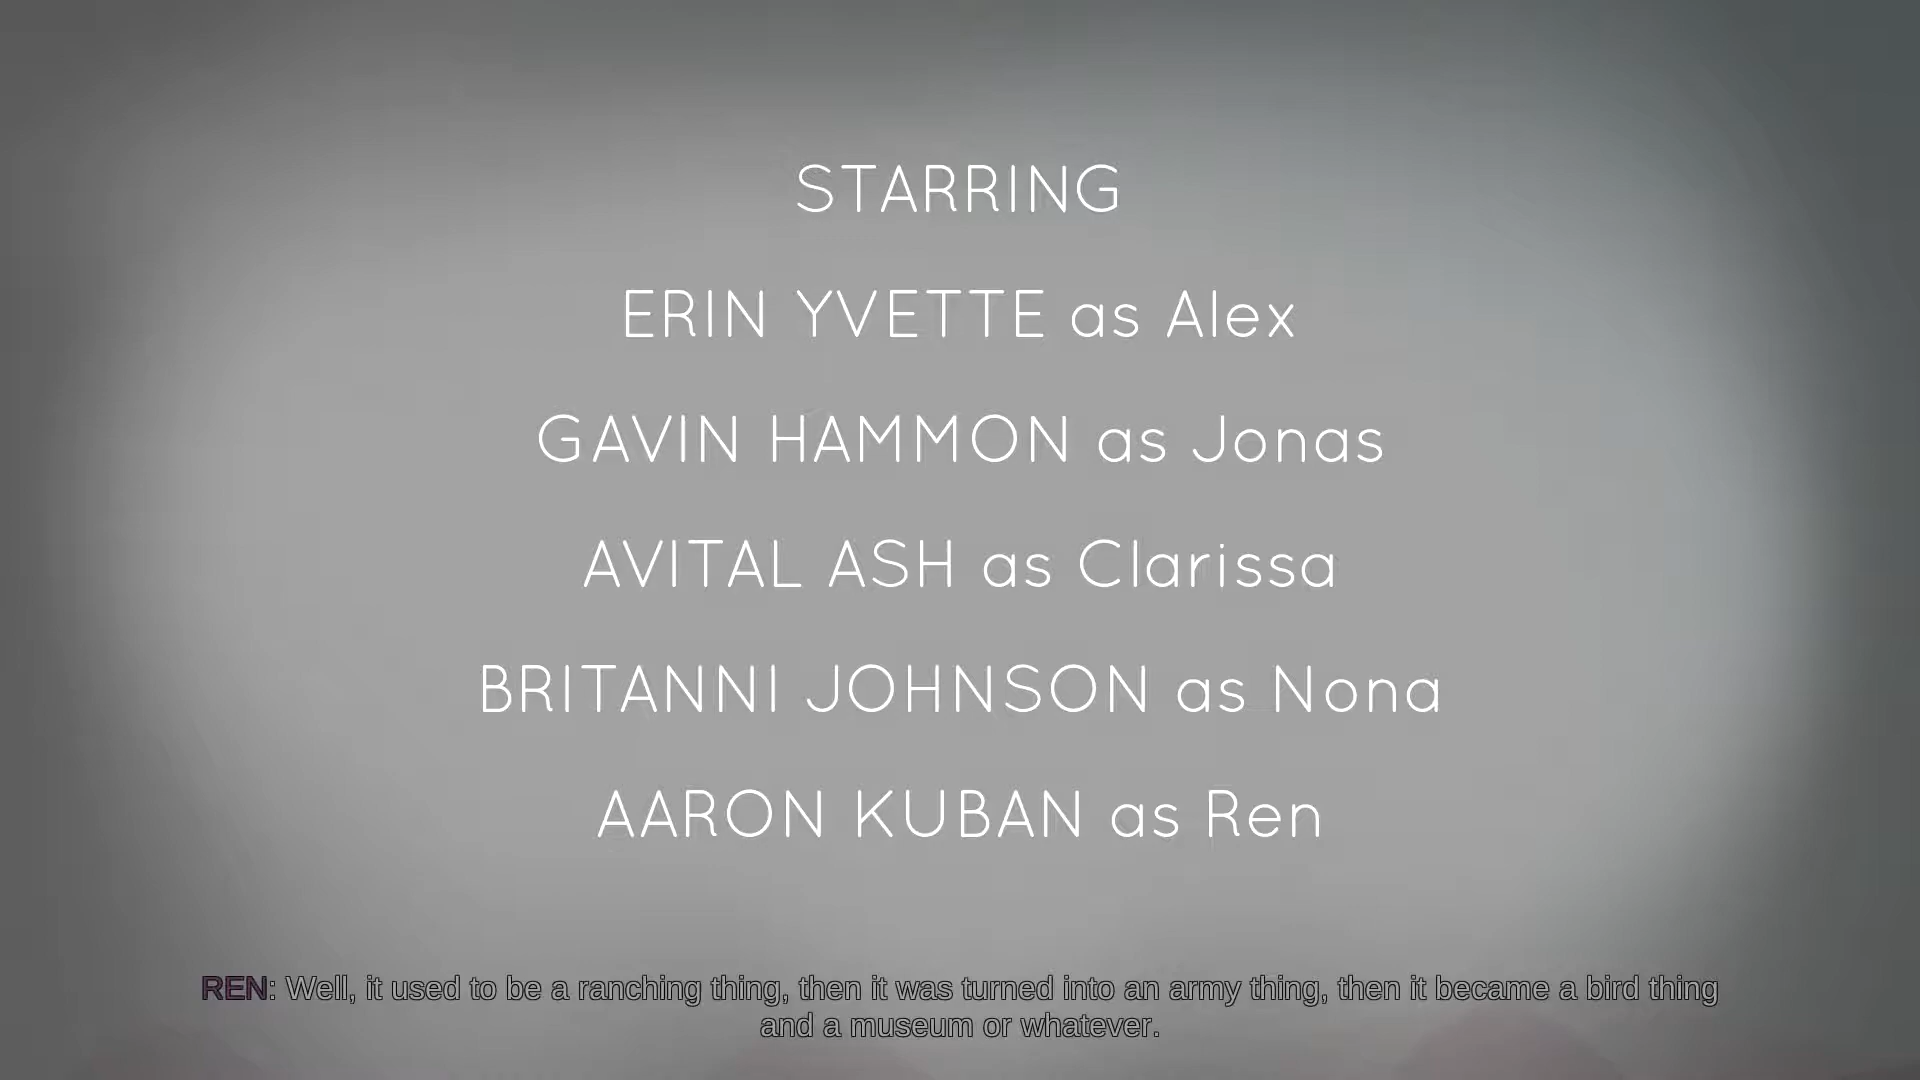 STARRING
ERIN YVETTE as Alex
GAVIN HAMMON as Jonas
AVITAL ASH as Clarissa
BRITANNI JOHNSON as Nona
AARON KUBAN as Ren
REN: Well, it used to be a ranching thing, then it was turned into an army thing, then it became a bird thing
and a museum or whatever.